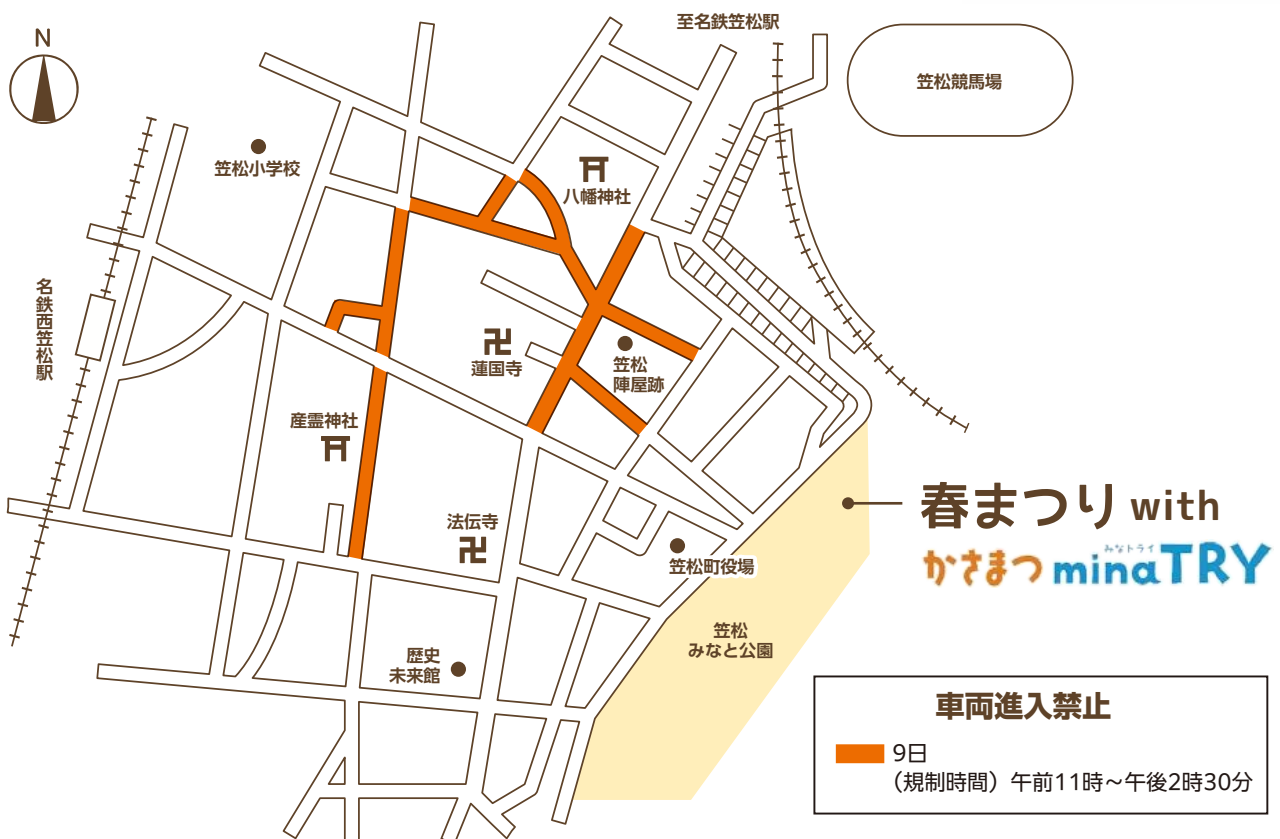 N
至名鉄笠松駅
笠松競馬場
笠松小学校
八幡神社
名鉄西笠松駅
蓮国寺
笠松
陣屋跡
産霊神社
法伝寺
春まつり with
みなトライ
かさまつ minaTRY
笠松町役場
笠松
みなと公園
歴史
未来館
車両進入禁止
9日
（規制時間）午前11時～午後2時30分